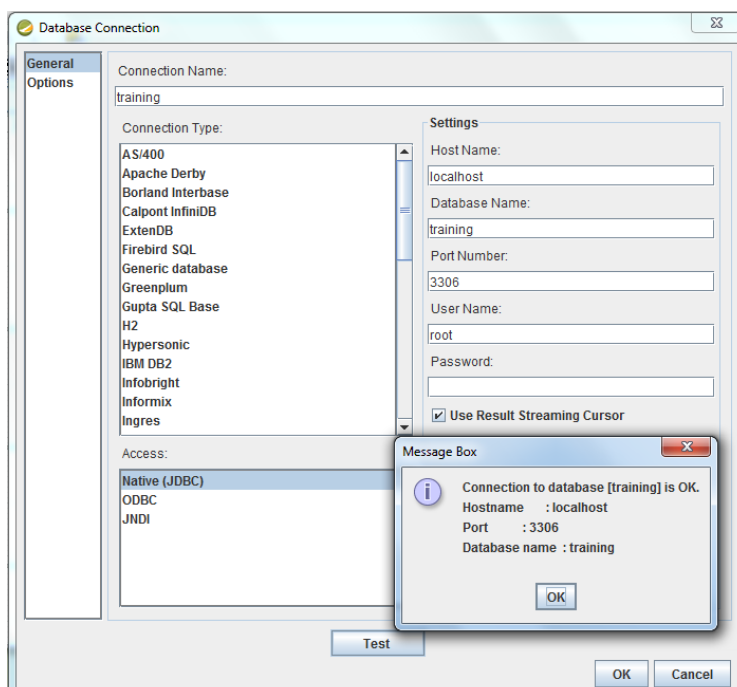 Database Connection
General
Options
Connection Name:
training
Connection Type:
AS/400
Apache Derby
Borland Interbase
Calpont InfiniDB
ExtenDB
Firebird SQL
Generic database
Greenplum
Gupta SQL Base
H2
Hypersonic
IBM DB2
Infobright
Informix
Ingres
Access:
Native (JDBC)
ODBC
JNDI
Settings
Host Name:
localhost
Database Name:
training
Port Number:
3306
User Name:
root
Password:
Use Result Streaming Cursor
Message Box
Connection to database [training] is OK.
Hostname : localhost
Port : 3306
Database name : training
OK
Test
OK Cancel